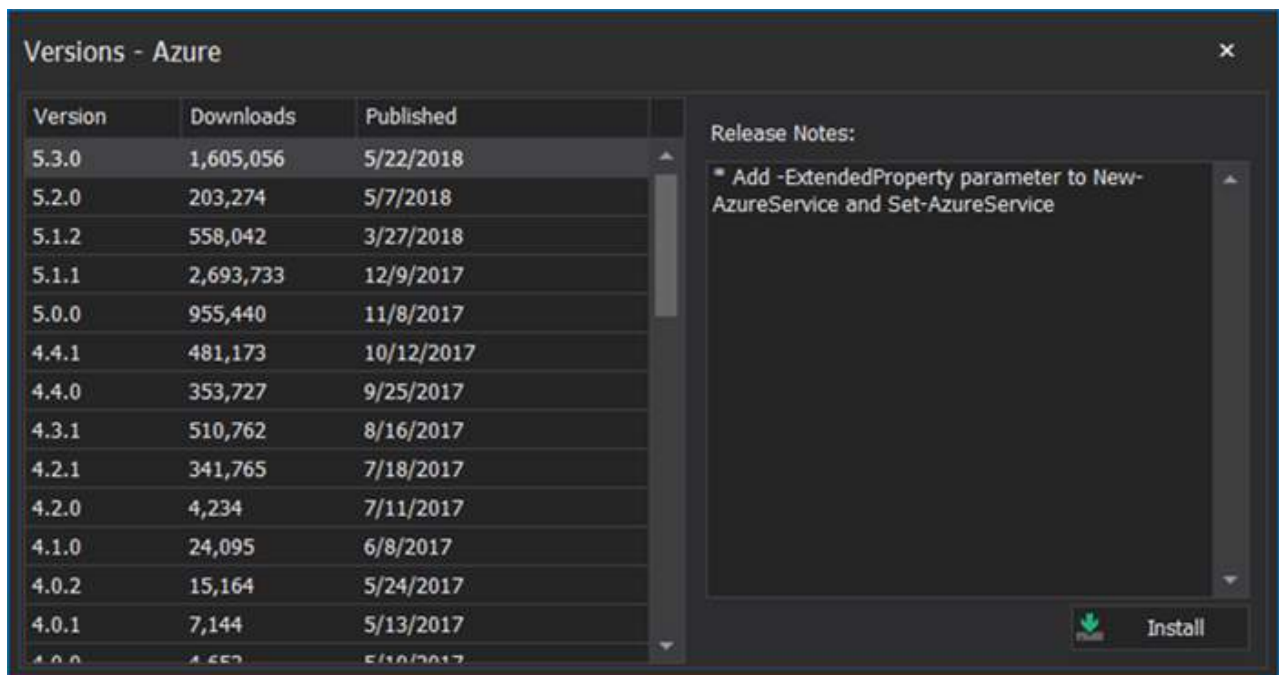 Versions - Azure
Version Downloads Published
5.3.0 1,605,056 5/22/2018
5.2.0 203,274 5/7/2018
5.1.2 558,042 3/27/2018
5.1.1 2,693,733 12/9/2017
5.0.0 955,440 11/8/2017
4.4.1 481,173 10/12/2017
4.4.0 353,727 9/25/2017
4.3.1 510,762 8/16/2017
4.2.1 341,765 7/18/2017
4.2.0 4,234 7/11/2017
4.1.0 24,095 6/8/2017
4.0.2 15,164 5/24/2017
4.0.1 7,144 5/13/2017
Release Notes:
* Add -ExtendedProperty parameter to New-
AzureService and Set-AzureService
Install